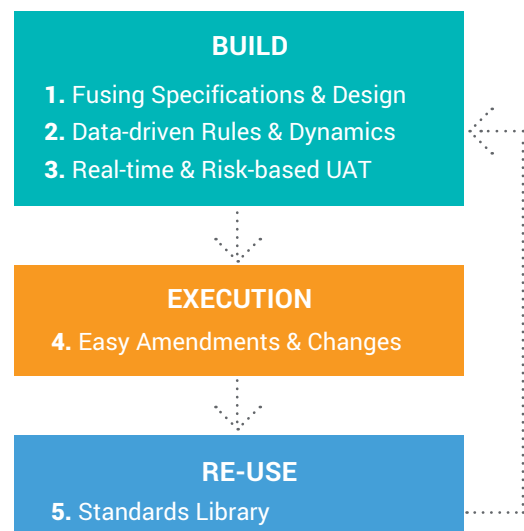 BUILD
1. Fusing Specifications & Design
2. Data-driven Rules & Dynamics
3. Real-time & Risk-based UAT
EXECUTION
4. Easy Amendments & Changes
RE-USE
5. Standards Library